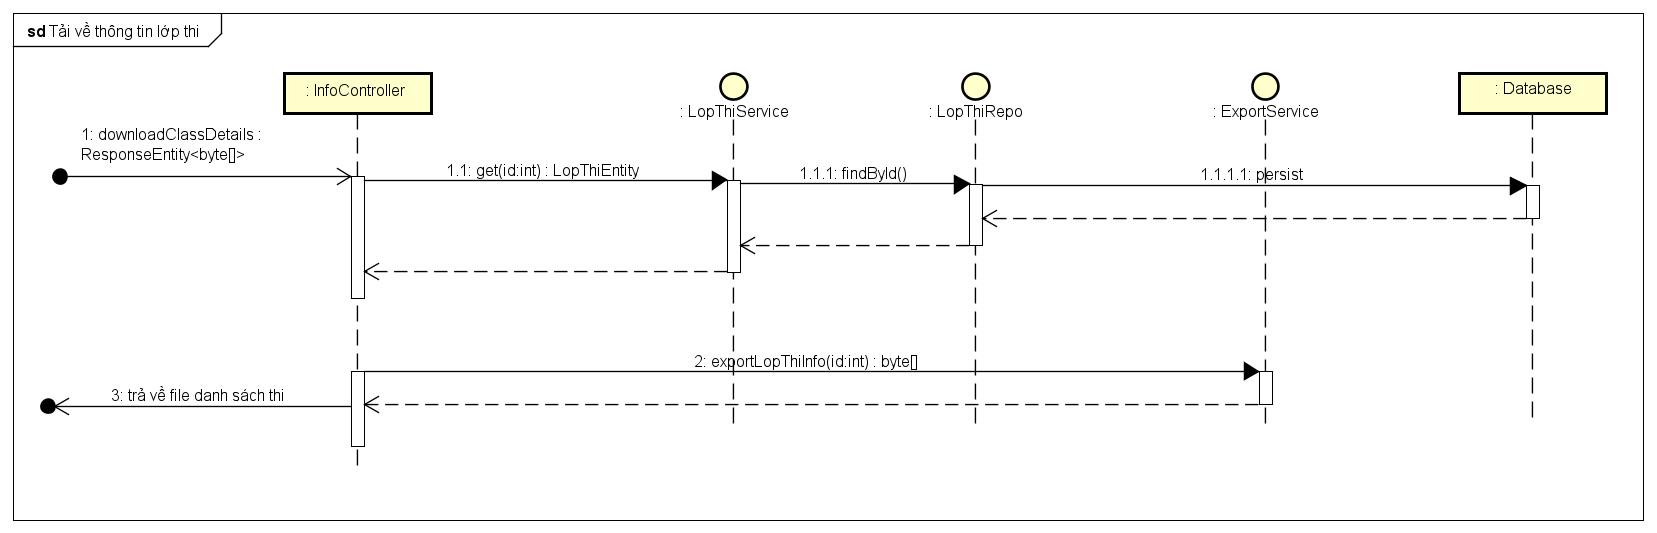 sd Tải về thông tin lớp thi
: InfoController
: LopThiService
: LopThiRepo
: ExportService
: Database
1: downloadClassDetails :
ResponseEntity<byte[]>
1.1: get(id:int) : LopThiEntity
1.1.1: findById()
1.1.1.1: persist
2: exportLopThiInfo(id:int) : byte[]
3: trả về file danh sách thi